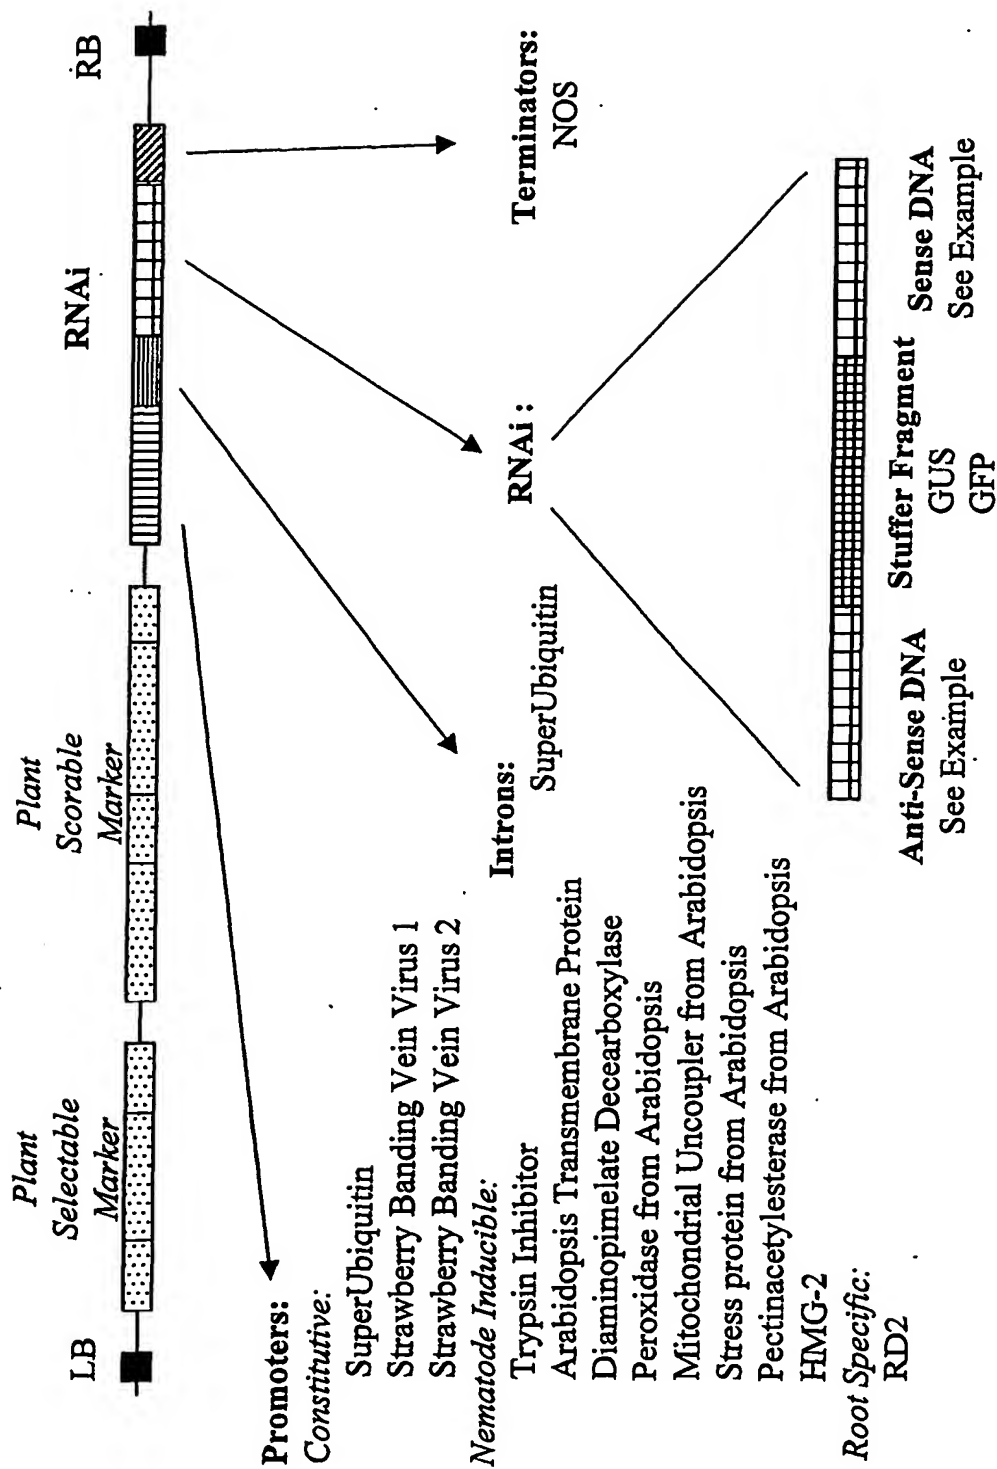 LB
Plant
Selectable
Marker
Plant
Scorable
Marker
RNAi
RB
Promoters:
Constitutive:
SuperUbiquitin
Strawberry Banding Vein Virus 1
Strawberry Banding Vein Virus 2
Nematode Inducible:
Trypsin Inhibitor
Arabidopsis Transmembrane Protein
Diaminopimelate Decearboxylase
Peroxidase from Arabidopsis
Mitochondrial Uncoupler from Arabidopsis
Stress protein from Arabidopsis
Pectinacetylesterase from Arabidopsis
HMG-2
Root Specific:
RD2
Introns:
SuperUbiquitin
RNAi :
Terminators:
NOS
Anti-Sense DNA
See Example
Stuffer Fragment
GUS
GFP
Sense DNA
See Example